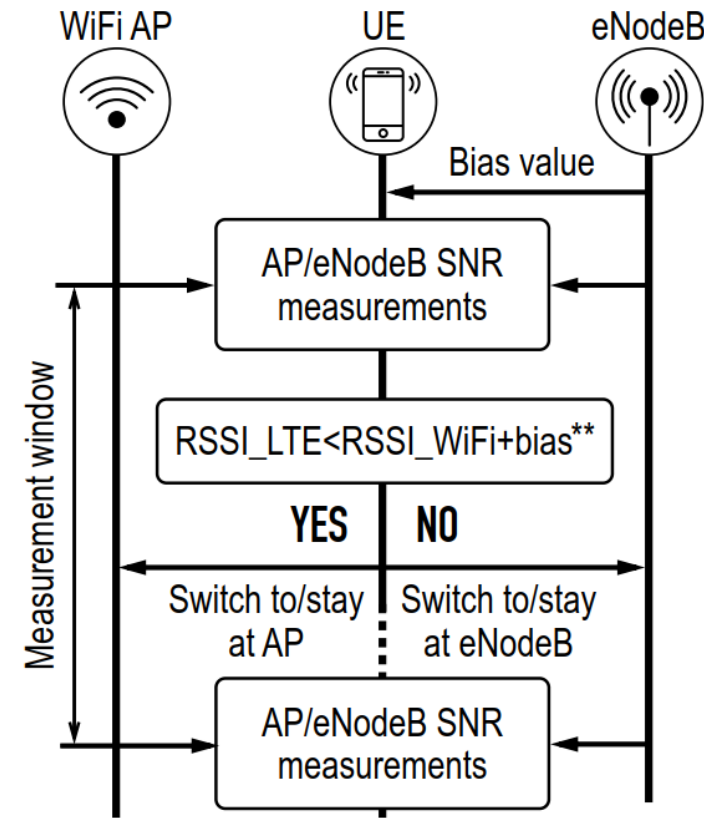 WiFi AP
UE
eNodeB
Bias value
AP/eNodeB SNR
measurements
RSSI_LTE<RSSI_WiFi+bias**
YES
NO
Switch to/stay
at AP
Switch to/stay
at eNodeB
Measurement window
AP/eNodeB SNR
measurements